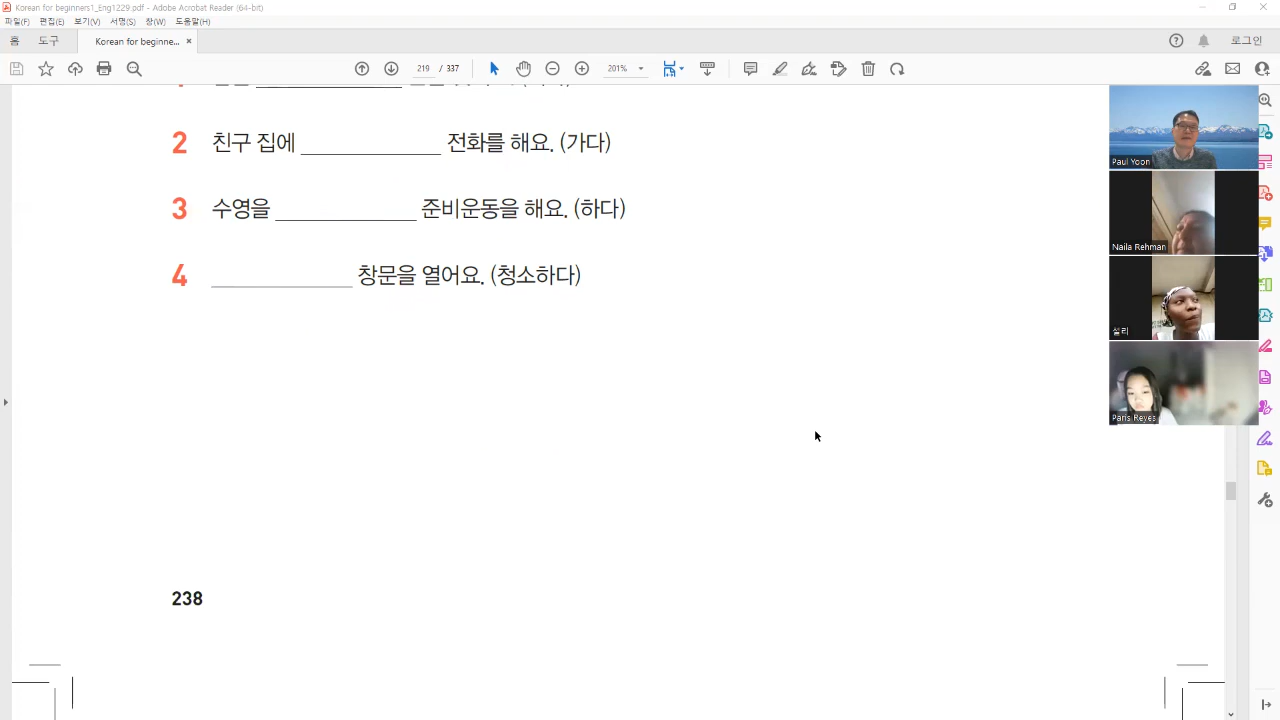 Korean for beginners1_Eng1229.pdf - Adobe Acrobat Reader (64-bit)
파일(F) 편집(E) 보기(V) 서명(S) 창(W) 도움말(H)
홈 도구 Korean for beginne... × 로그인
219 / 337 201%
2 친구 집에 ______________ 전화를 해요. (가다)
3 수영을 ______________ 준비운동을 해요. (하다)
4 ______________ 창문을 열어요. (청소하다)
238
Paul Yoon
Naila Rehman
설리
Paris Reyes